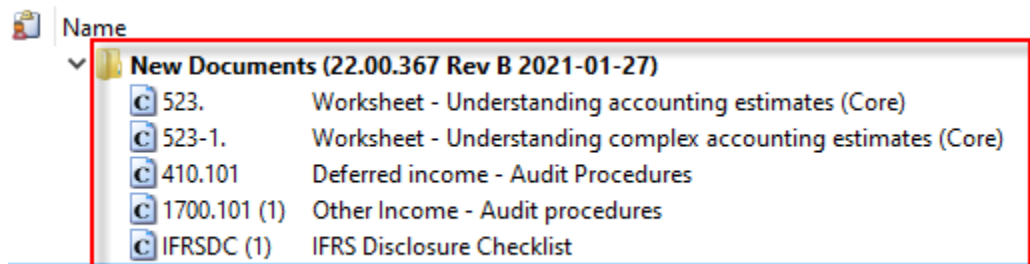 Name
New Documents (22.00.367 Rev B 2021-01-27)
523. Worksheet - Understanding accounting estimates (Core)
523-1. Worksheet - Understanding complex accounting estimates (Core)
410.101 Deferred income - Audit Procedures
1700.101 (1) Other Income - Audit procedures
IFRSDC (1) IFRS Disclosure Checklist